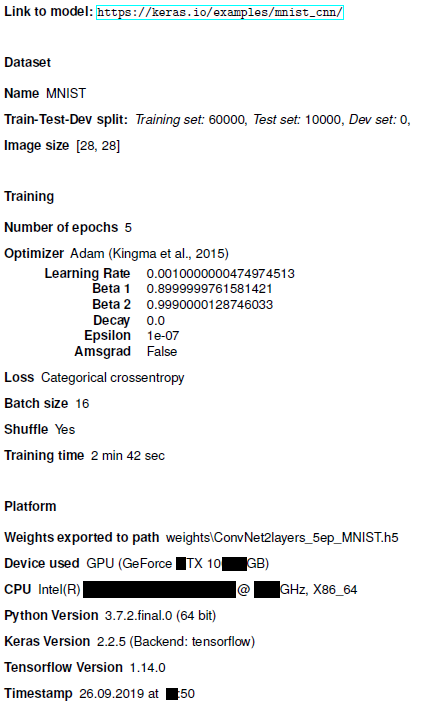 Link to model: https://keras.io/examples/mnist_cnn/
Dataset
Name MNIST
Train-Test-Dev split: Training set: 60000, Test set: 10000, Dev set: 0,
Image size [28, 28]
Training
Number of epochs 5
Optimizer Adam (Kingma et al., 2015)
Learning Rate 0.0010000000474974513
Beta 1 0.8999999761581421
Beta 2 0.9990000128746033
Decay 0.0
Epsilon 1e-07
Amsgrad False
Loss Categorical crossentropy
Batch size 16
Shuffle Yes
Training time 2 min 42 sec
Platform
Weights exported to path weights\ConvNet2layers_5ep_MNIST.h5
Device used GPU (GeForce TX 10 GB)
CPU Intel(R) @ GHz, X86_64
Python Version 3.7.2.final.0 (64 bit)
Keras Version 2.2.5 (Backend: tensorflow)
Tensorflow Version 1.14.0
Timestamp 26.09.2019 at :50